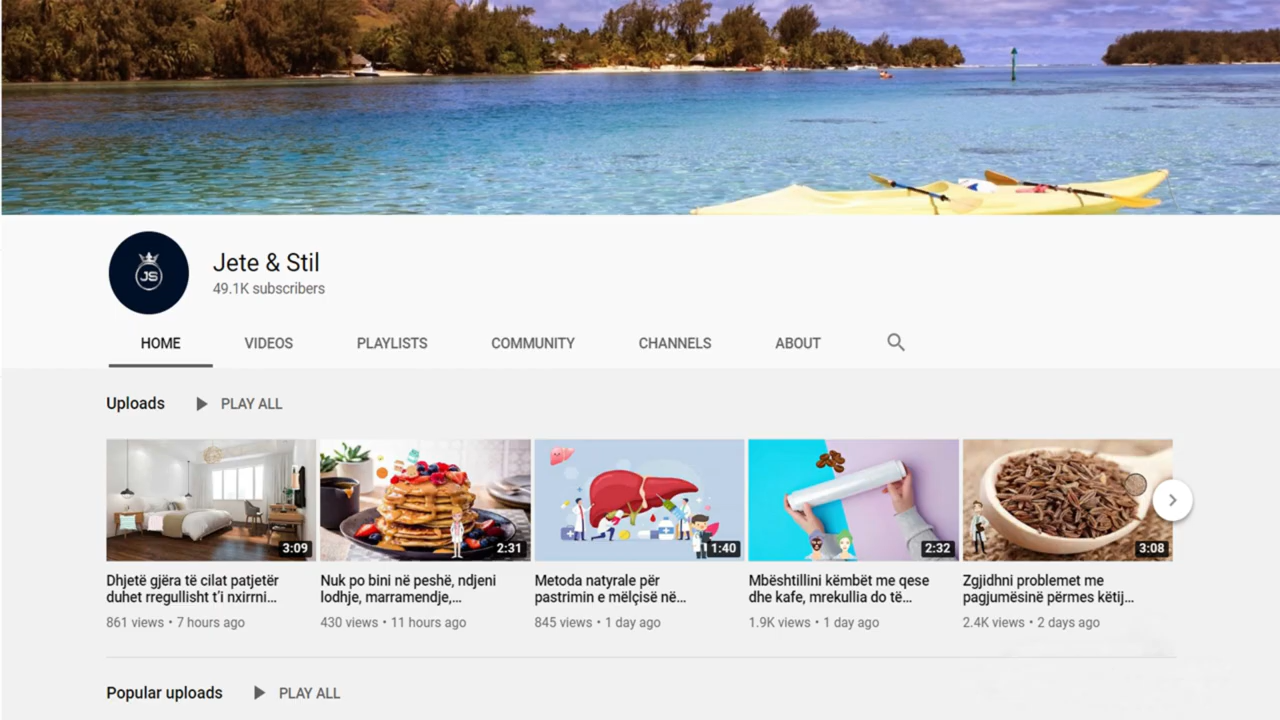 JS
Jete & Stil
49.1K subscribers
HOME VIDEOS PLAYLISTS COMMUNITY CHANNELS ABOUT
Uploads PLAY ALL
3:09 2:31 1:40 2:32 3:08
Dhjetë gjëra të cilat patjetër
duhet rregullisht t'i nxirrni...
861 views • 7 hours ago
Nuk po bini në peshë, ndjeni
lodhje, marramendje,...
430 views • 11 hours ago
Metoda natyrale për
pastrimin e mëlçisë në...
845 views • 1 day ago
Mbështillini këmbët me qese
dhe kafe, mrekullia do të...
1.9K views • 1 day ago
Zgjidhni problemet me
pagjumësinë përmes këtij...
2.4K views • 2 days ago
Popular uploads PLAY ALL